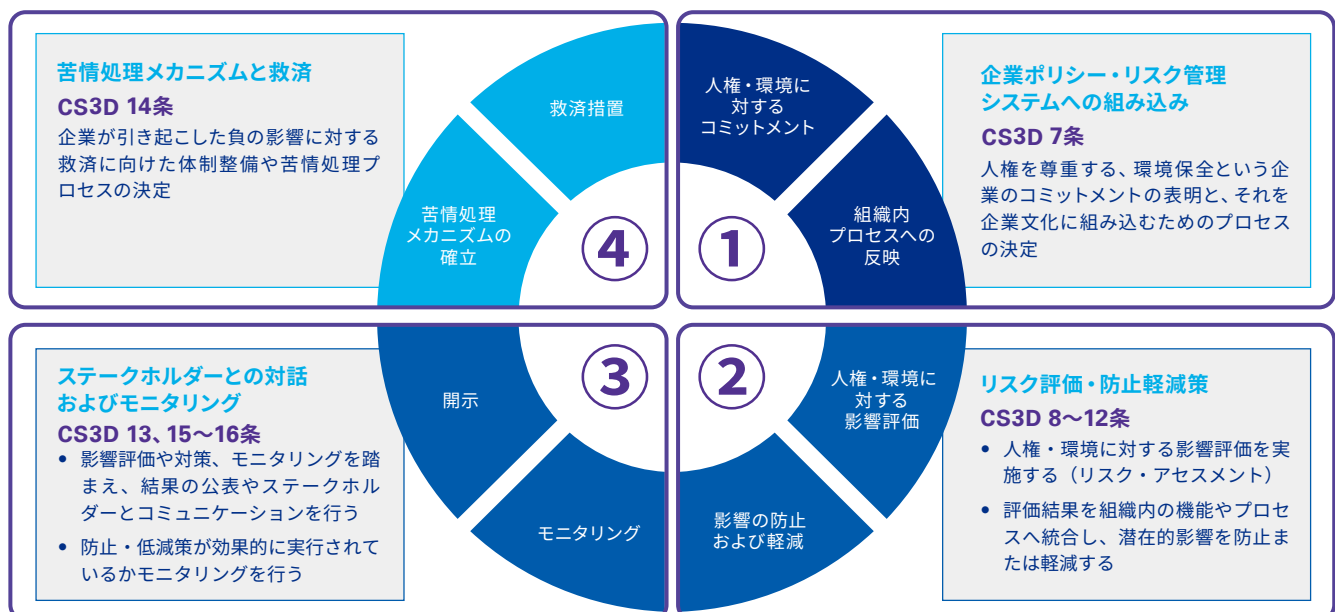 苦情処理メカニズムと救済
CS3D 14条
企業が引き起こした負の影響に対する
救済に向けた体制整備や苦情処理プ
ロセスの決定
救済措置
苦情処理
メカニズムの
確立
④
人権・環境に
対する
コミットメント
組織内
プロセスへの
反映
①
企業ポリシー・リスク管理
システムへの組み込み
CS3D 7条
人権を尊重する、環境保全という企
業のコミットメントの表明と、それを
企業文化に組み込むためのプロセス
の決定
ステークホルダーとの対話
およびモニタリング
CS3D 13、15～16条
• 影響評価や対策、モニタリングを踏
まえ、結果の公表やステークホル
ダーとコミュニケーションを行う
• 防止・低減策が効果的に実行されて
いるかモニタリングを行う
開示
モニタリング
③
②
人権・環境に
対する
影響評価
影響の防止
および軽減
リスク評価・防止軽減策
CS3D 8～12条
• 人権・環境に対する影響評価を実
施する（リスク・アセスメント）
• 評価結果を組織内の機能やプロセ
スへ統合し、潜在的影響を防止ま
たは軽減する